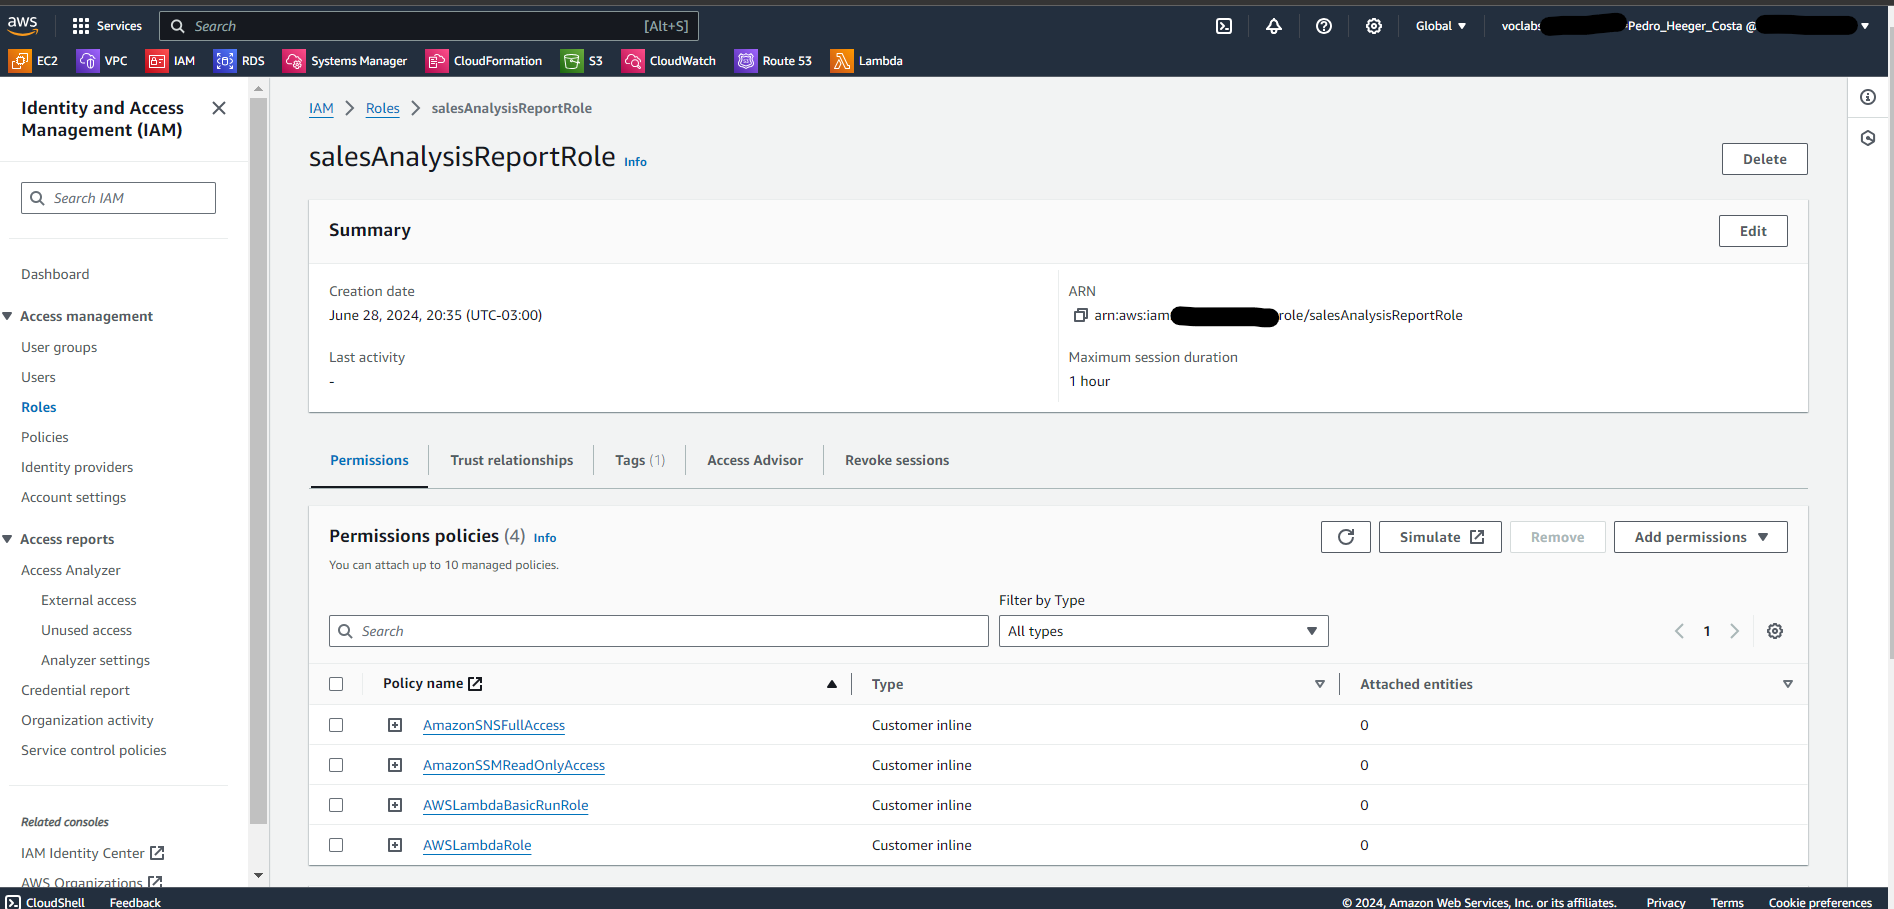 aws Services Search [Alt+S] Global voclabs Pedro_Heeger_Costa @
EC2 VPC IAM RDS Systems Manager CloudFormation S3 CloudWatch Route 53 Lambda
Identity and Access
Management (IAM)
Search IAM
Dashboard
Access management
User groups
Users
Roles
Policies
Identity providers
Account settings
Access reports
Access Analyzer
External access
Unused access
Analyzer settings
Credential report
Organization activity
Service control policies
Related consoles
IAM Identity Center
AWS Organizations
IAM > Roles > salesAnalysisReportRole
salesAnalysisReportRole Info
Delete
Summary
Edit
Creation date
June 28, 2024, 20:35 (UTC-03:00)
Last activity
-
ARN
arn:aws:iam role/salesAnalysisReportRole
Maximum session duration
1 hour
Permissions Trust relationships Tags (1) Access Advisor Revoke sessions
Permissions policies (4) Info
You can attach up to 10 managed policies.
Simulate Remove Add permissions
Filter by Type
Search All types 1
Policy name Type Attached entities
AmazonSNSFullAccess Customer inline 0
AmazonSSMReadOnlyAccess Customer inline 0
AWSLambdaBasicRunRole Customer inline 0
AWSLambdaRole Customer inline 0
CloudShell Feedback © 2024, Amazon Web Services, Inc. or its affiliates. Privacy Terms Cookie preferences